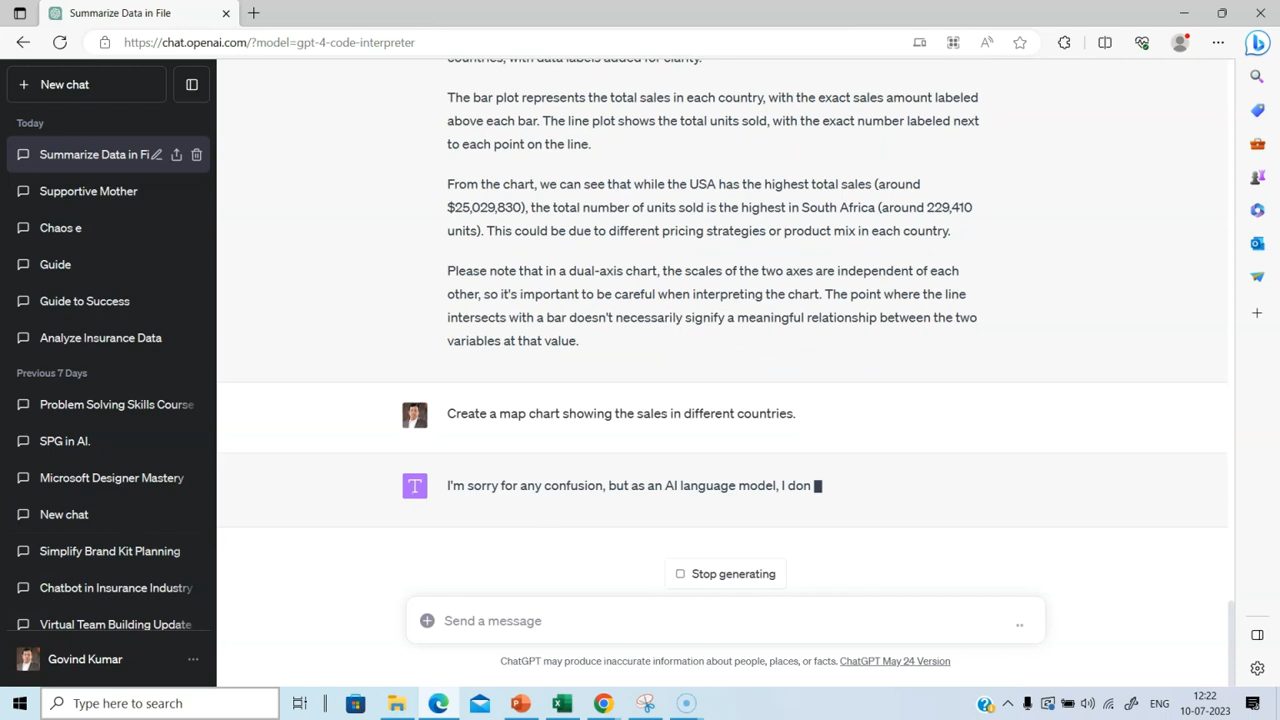 Summarize Data in File
https://chat.openai.com/?model=gpt-4-code-interpreter
New chat
Today
Summarize Data in Fi
Supportive Mother
Chaos e
Guide
Guide to Success
Analyze Insurance Data
Previous 7 Days
Problem Solving Skills Course
SPG in AI.
Microsoft Designer Mastery
New chat
Simplify Brand Kit Planning
Chatbot in Insurance Industry
Virtual Team Building Update
Govind Kumar
countries, with data labels added for clarity.
The bar plot represents the total sales in each country, with the exact sales amount labeled
above each bar. The line plot shows the total units sold, with the exact number labeled next
to each point on the line.
From the chart, we can see that while the USA has the highest total sales (around
$25,029,830), the total number of units sold is the highest in South Africa (around 229,410
units). This could be due to different pricing strategies or product mix in each country.
Please note that in a dual-axis chart, the scales of the two axes are independent of each
other, so it's important to be careful when interpreting the chart. The point where the line
intersects with a bar doesn't necessarily signify a meaningful relationship between the two
variables at that value.
Create a map chart showing the sales in different countries.
T
I'm sorry for any confusion, but as an AI language model, I don
Stop generating
Send a message
ChatGPT may produce inaccurate information about people, places, or facts. ChatGPT May 24 Version
Type here to search
ENG
12:22
10-07-2023